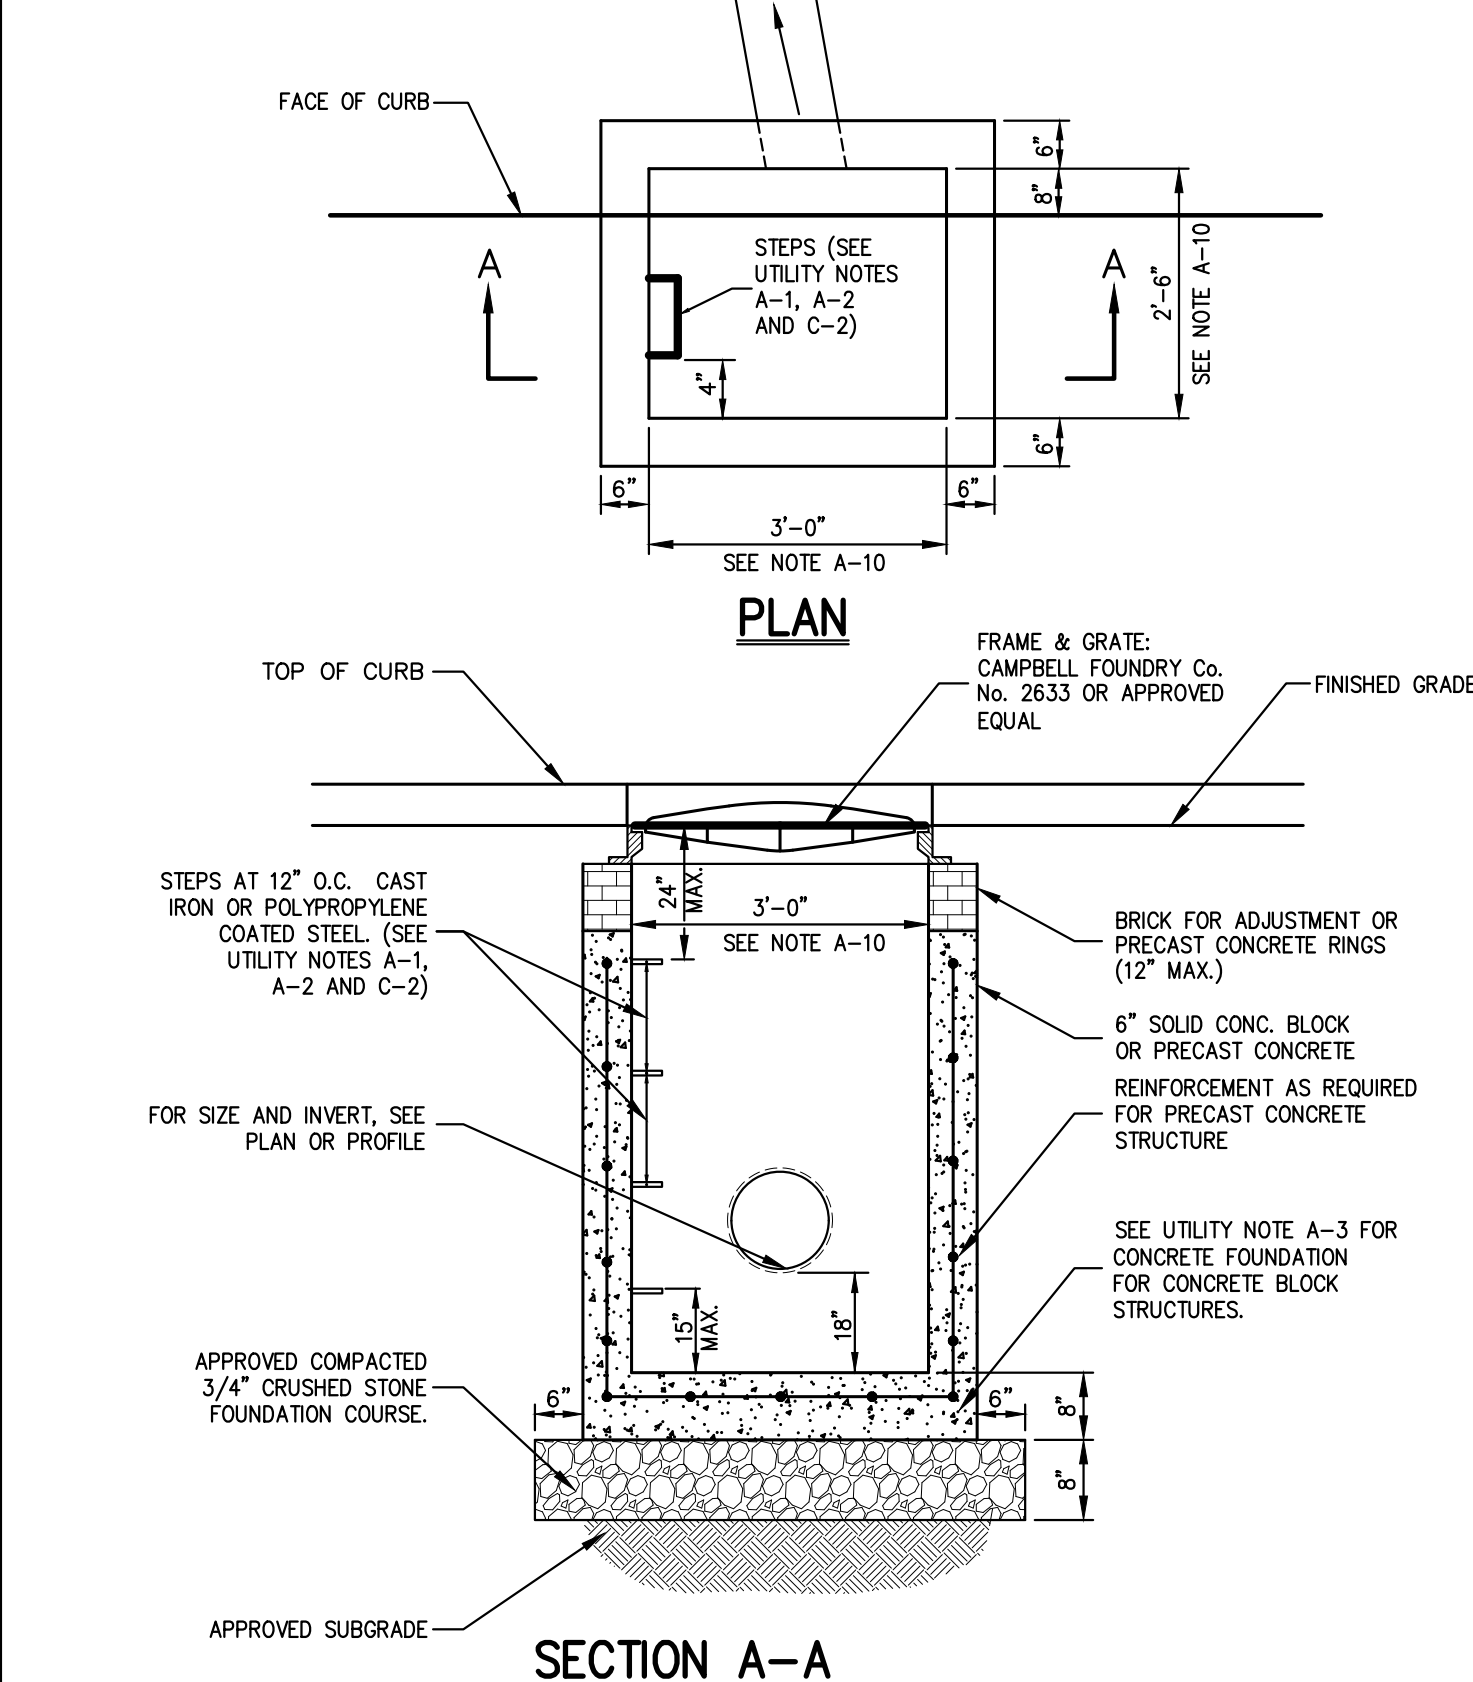 FACE OF CURB
6"
8"
A
STEPS (SEE
UTILITY NOTES
A-1, A-2
AND C-2)
A
2'-6"
SEE NOTE A-10
4"
6"
6"
6"
3'-0"
SEE NOTE A-10
PLAN
FRAME & GRATE:
CAMPBELL FOUNDRY Co.
No. 2633 OR APPROVED
EQUAL
TOP OF CURB
FINISHED GRADE
STEPS AT 12" O.C. CAST
IRON OR POLYPROPYLENE
COATED STEEL. (SEE
UTILITY NOTES A-1,
A-2 AND C-2)
24"
MAX.
3'-0"
SEE NOTE A-10
BRICK FOR ADJUSTMENT OR
PRECAST CONCRETE RINGS
(12" MAX.)
6" SOLID CONC. BLOCK
OR PRECAST CONCRETE
REINFORCEMENT AS REQUIRED
FOR PRECAST CONCRETE
STRUCTURE
FOR SIZE AND INVERT, SEE
PLAN OR PROFILE
SEE UTILITY NOTE A-3 FOR
CONCRETE FOUNDATION
FOR CONCRETE BLOCK
STRUCTURES.
15"
MAX.
18"
APPROVED COMPACTED
3/4" CRUSHED STONE
FOUNDATION COURSE.
6"
6"
8"
8"
APPROVED SUBGRADE
SECTION A-A